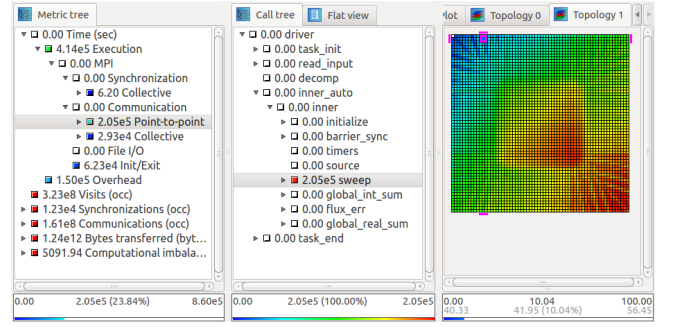 Metric tree
0.00 Time (sec)
4.14e5 Execution
0.00 MPI
0.00 Synchronization
6.20 Collective
0.00 Communication
2.05e5 Point-to-point
2.93e4 Collective
0.00 File I/O
6.23e4 Init/Exit
1.50e5 Overhead
3.23e8 Visits (occ)
1.23e4 Synchronizations (occ)
1.61e8 Communications (occ)
1.24e12 Bytes transferred (byt...
5091.94 Computational imbala...
0.00 2.05e5 (23.84%) 8.60e5
Call tree Flat view
0.00 driver
0.00 task_init
0.00 read_input
0.00 decomp
0.00 inner_auto
0.00 inner
0.00 initialize
0.00 barrier_sync
0.00 timers
0.00 source
2.05e5 sweep
0.00 global_int_sum
0.00 flux_err
0.00 global_real_sum
0.00 task_end
0.00 2.05e5 (100.00%) 2.05e5
lot Topology 0 Topology 1
0.00 10.04 100.00
40.33 41.95 (10.04%) 56.45